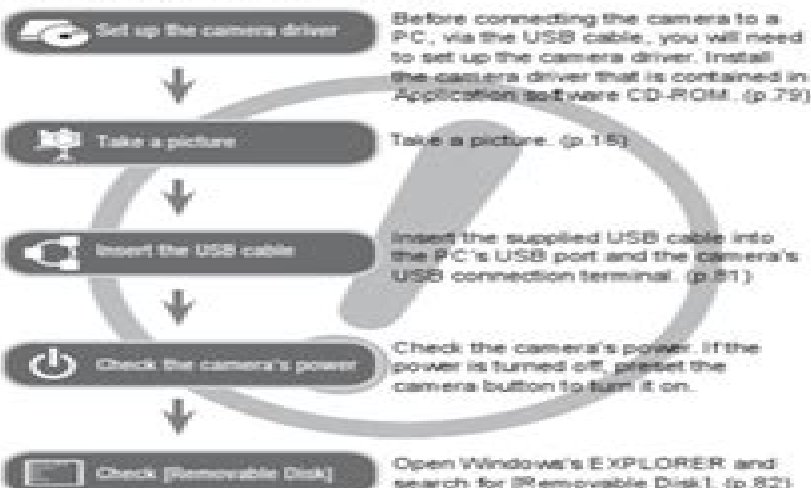 Set up the camera driver
Before connecting the camera to a
PC, via the USB cable, you will need
to set up the camera driver. Install
the camera driver that is contained in
Application software CD-ROM. (p.79)
Take a picture
Take a picture. (p.15)
Insert the USB cable
Insert the supplied USB cable into
the PC's USB port and the camera's
USB connection terminal. (p.81)
Check the camera's power
Check the camera's power. If the
power is turned off, preset the
camera button to turn it on.
Check [Removable Disk]
Open Windows's EXPLORER and
search for [Removable Disk]. (p.82)